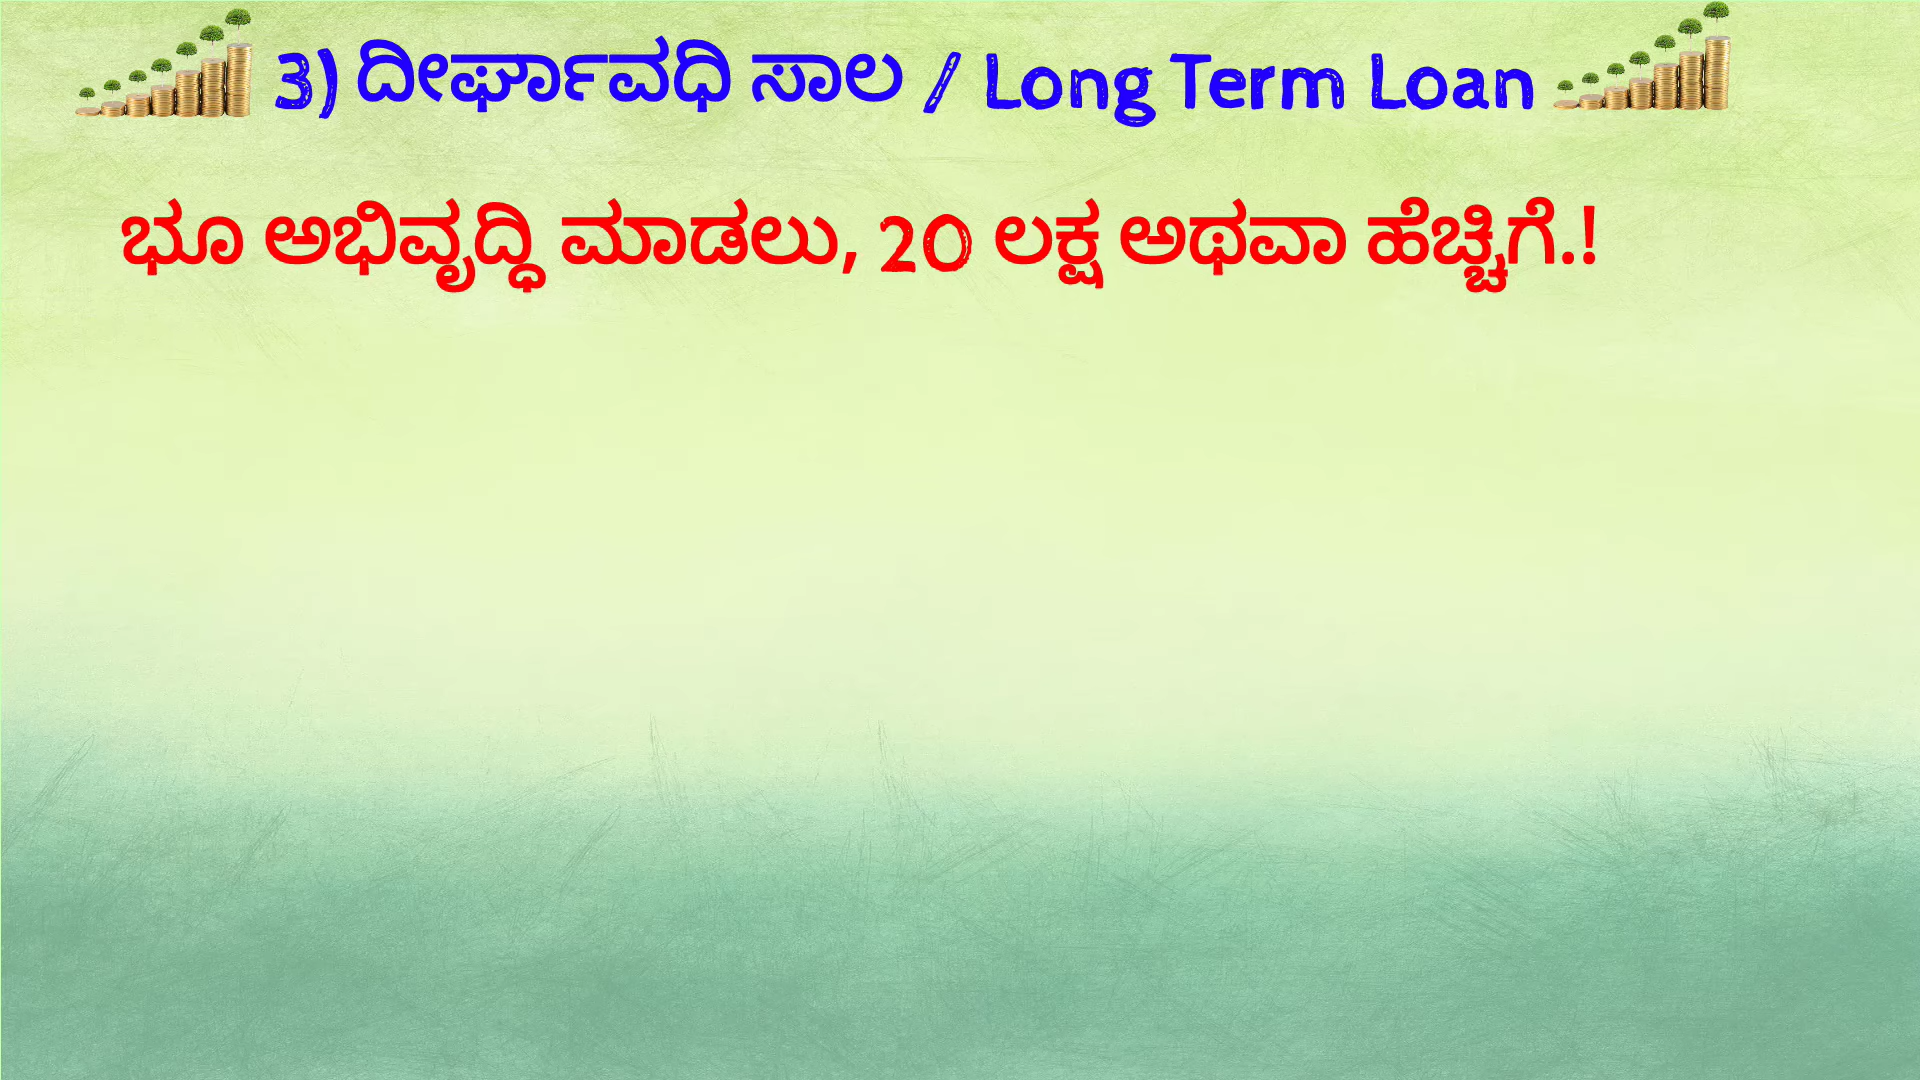 3) ದೀರ್ಘಾವಧಿ ಸಾಲ / Long Term Loan
ಭೂ ಅಭಿವೃದ್ಧಿ ಮಾಡಲು, 20 ಲಕ್ಷ ಅಥವಾ ಹೆಚ್ಚಿಗೆ.!